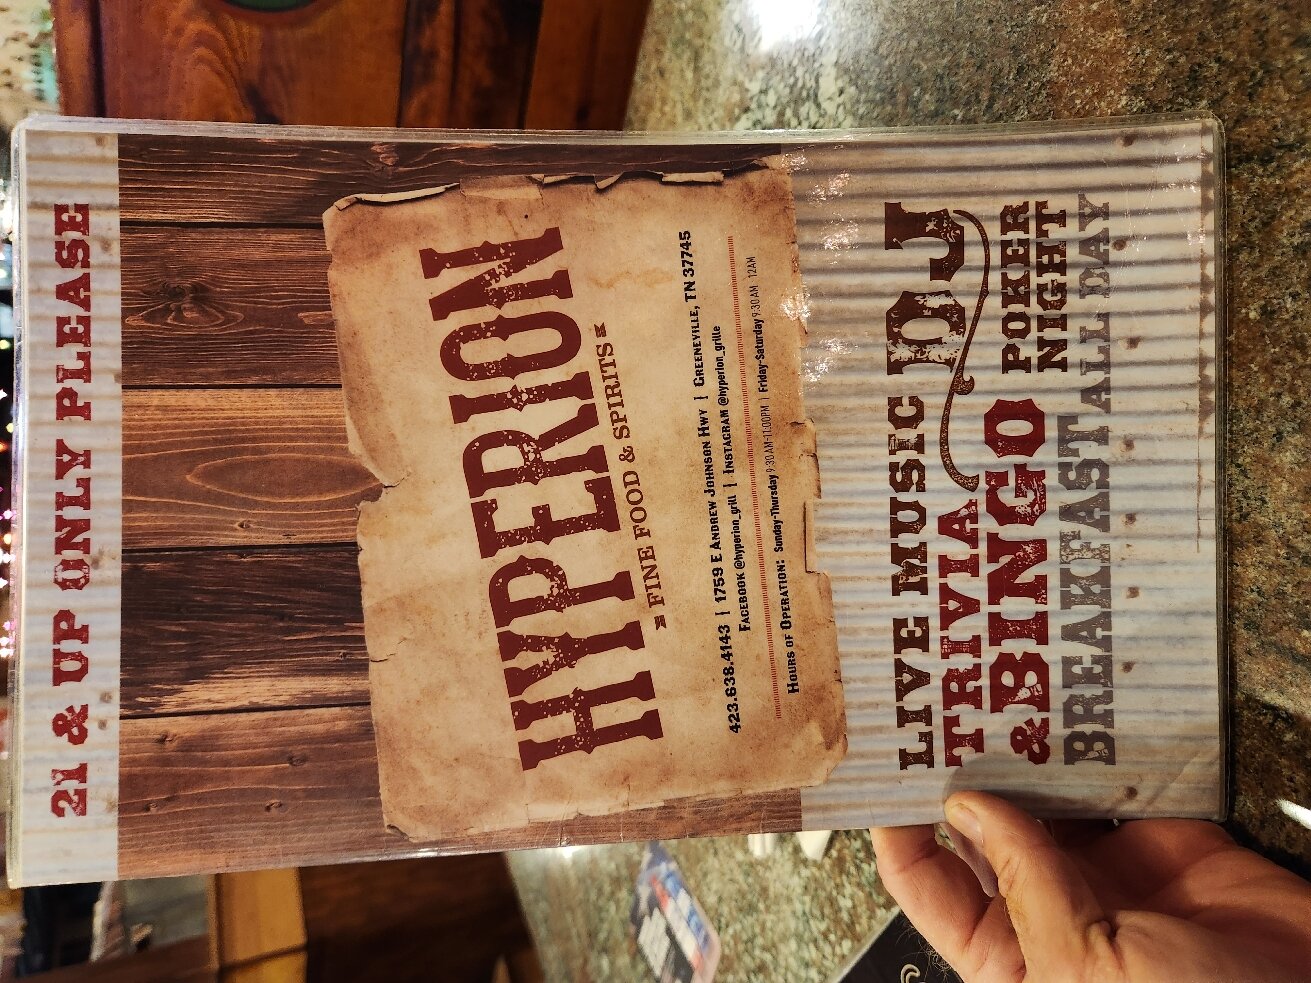 21 & UP ONLY PLEASE
HYPERION
FINE FOOD & SPIRITS
423.638.4143 | 1759 E ANDREW JOHNSON HWY | GREENEVILLE, TN 37745
FACEBOOK @hyperion_grill | INSTAGRAM @hyperion_grille
HOURS OF OPERATION: Sunday-Thursday 9:30AM-11:00PM | Friday-Saturday 9:30AM 12AM
LIVE MUSIC DJ
TRIVIA
& BINGO POKER NIGHT
BREAKFAST ALL DAY